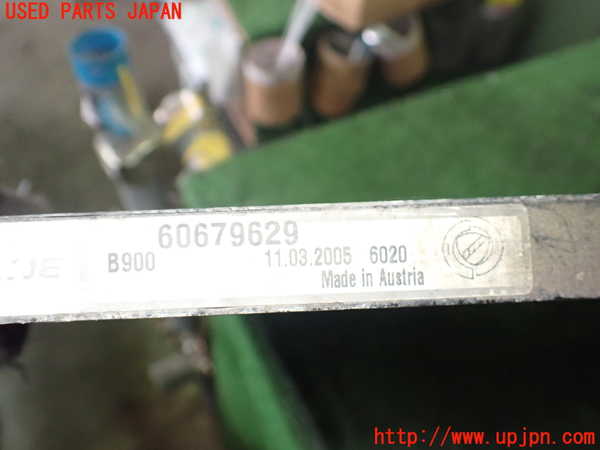 USED PARTS JAPAN
60679629
B900
11.03.2005 6020
Made in Austria
http://www.upjpn.com/